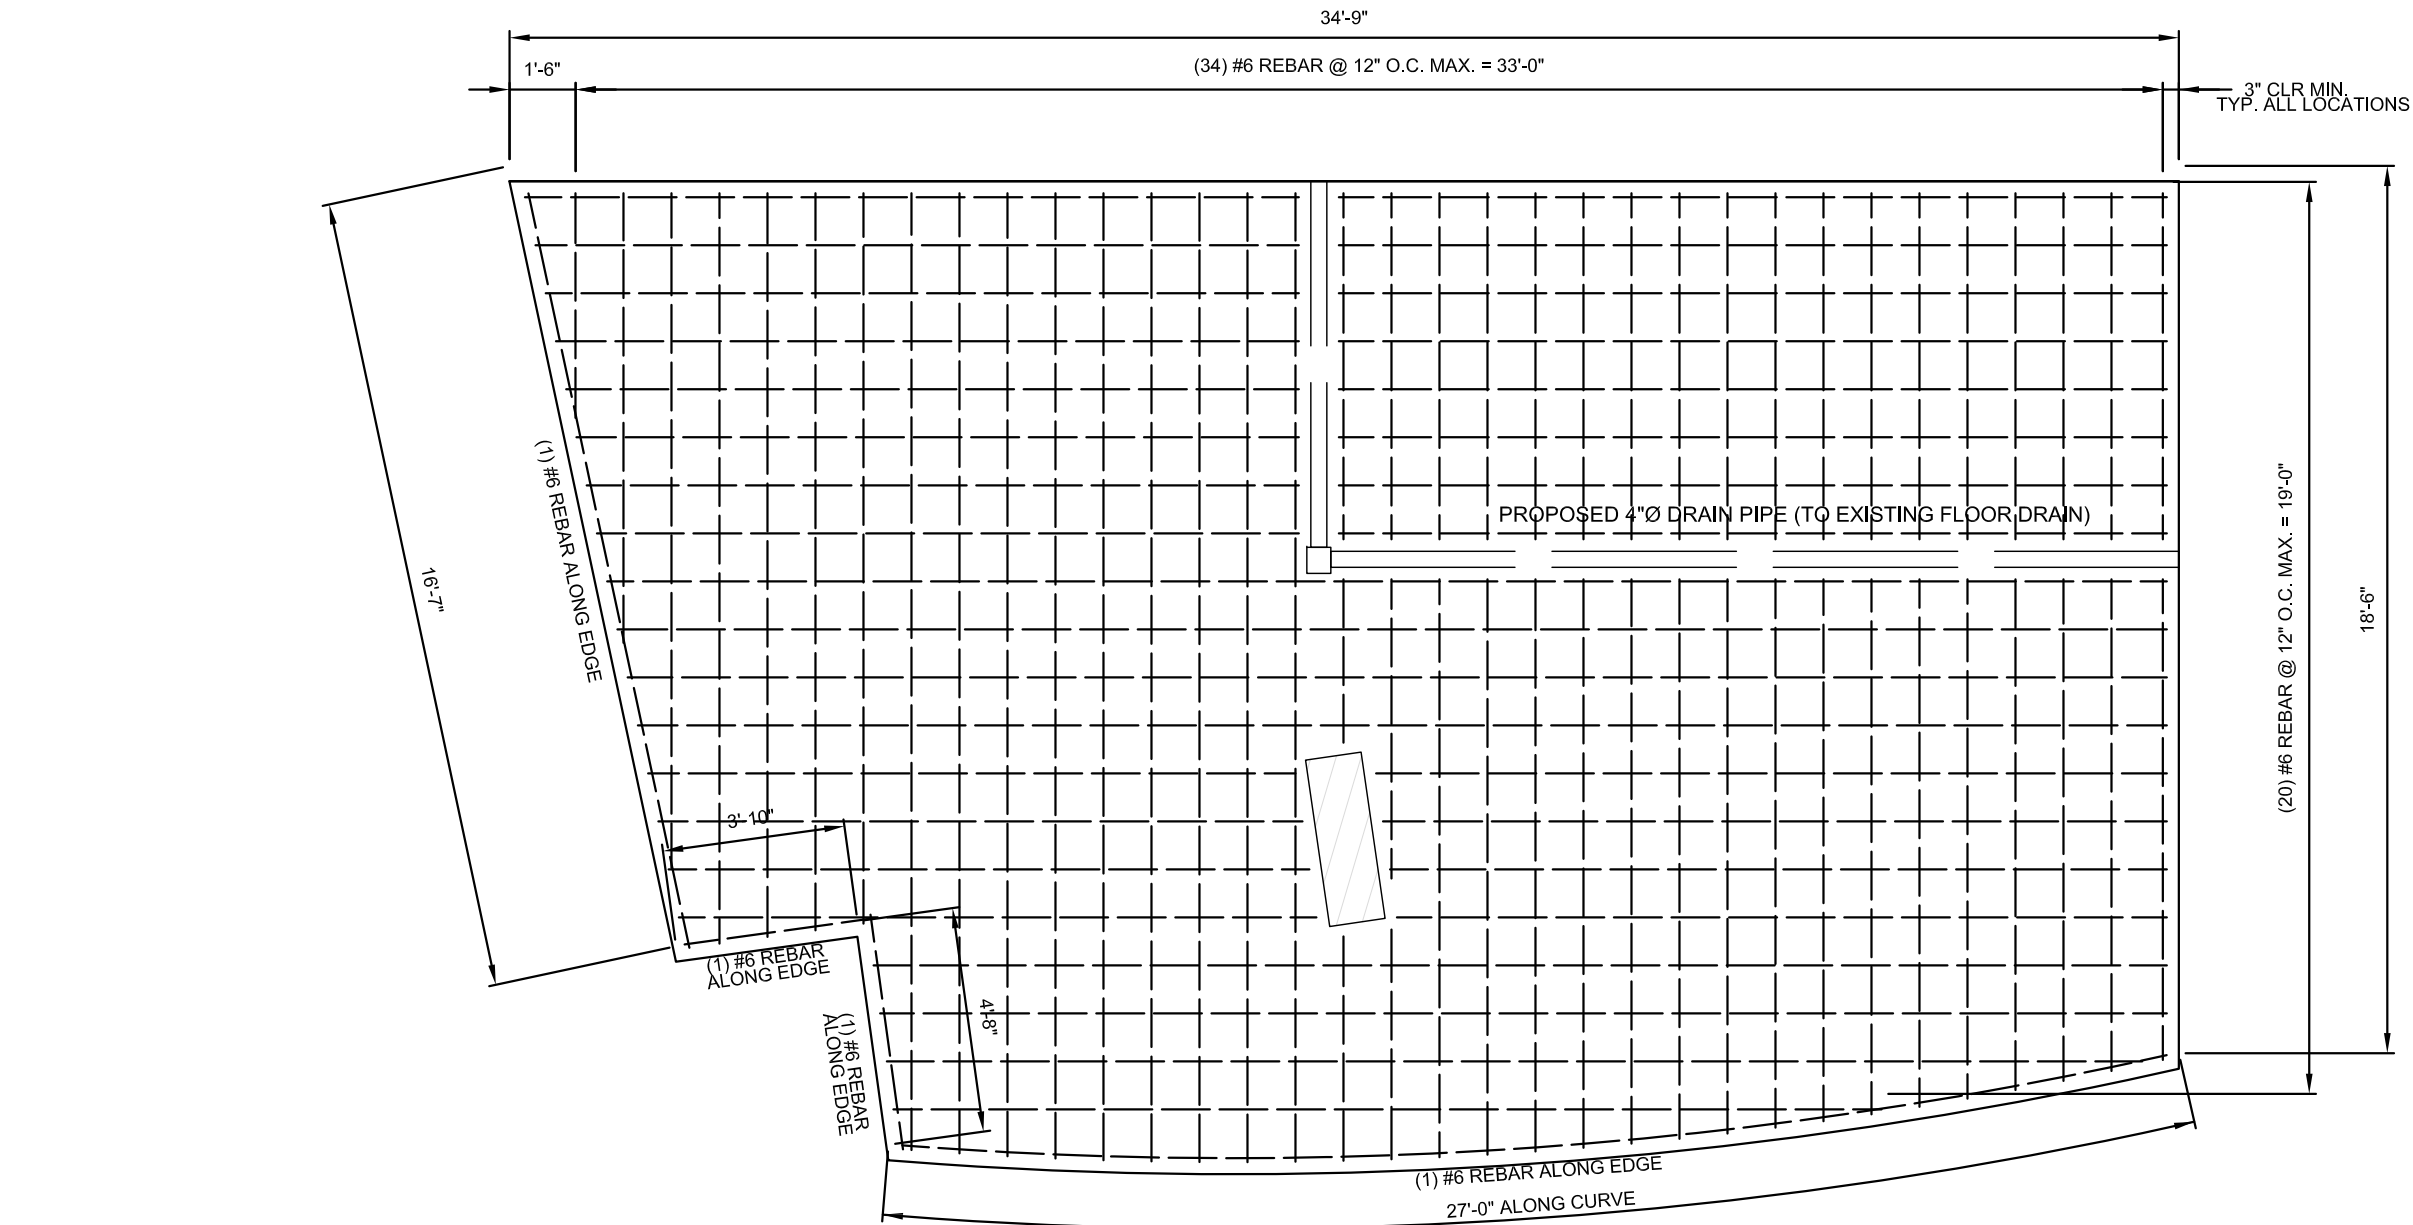 34'-9"
1'-6"
(34) #6 REBAR @ 12" O.C. MAX. = 33'-0"
3" CLR MIN.
TYP. ALL LOCATIONS
(1) #6 REBAR ALONG EDGE
16'-7"
PROPOSED 4"Ø DRAIN PIPE (TO EXISTING FLOOR DRAIN)
(20) #6 REBAR @ 12" O.C. MAX. = 19'-0"
18'-6"
3'-10"
(1) #6 REBAR
ALONG EDGE
4'-8"
(1) #6 REBAR
ALONG EDGE
(1) #6 REBAR ALONG EDGE
27'-0" ALONG CURVE